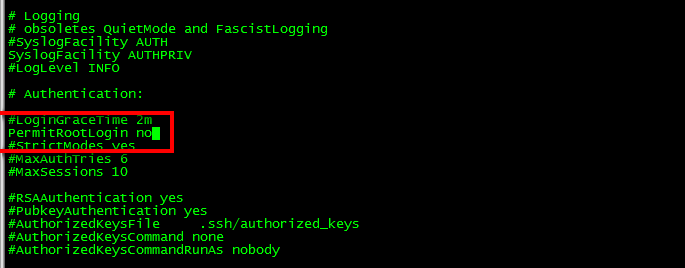 # Logging
# obsoletes QuietMode and FascistLogging
#SyslogFacility AUTH
SyslogFacility AUTHPRIV
#LogLevel INFO
# Authentication:
#LoginGraceTime 2m
PermitRootLogin no
#StrictModes yes
#MaxAuthTries 6
#MaxSessions 10
#RSAAuthentication yes
#PubkeyAuthentication yes
#AuthorizedKeysFile     .ssh/authorized_keys
#AuthorizedKeysCommand none
#AuthorizedKeysCommandRunAs nobody